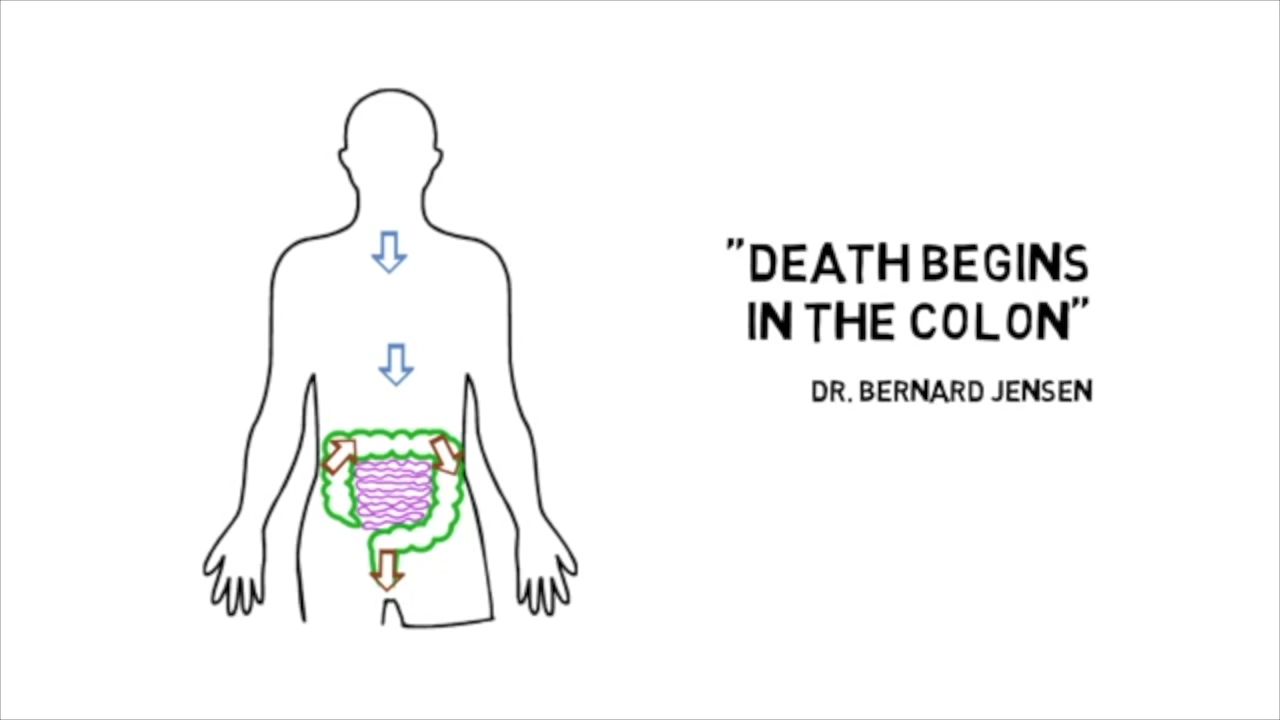 ”DEATH BEGINS
IN THE COLON”
DR. BERNARD JENSEN